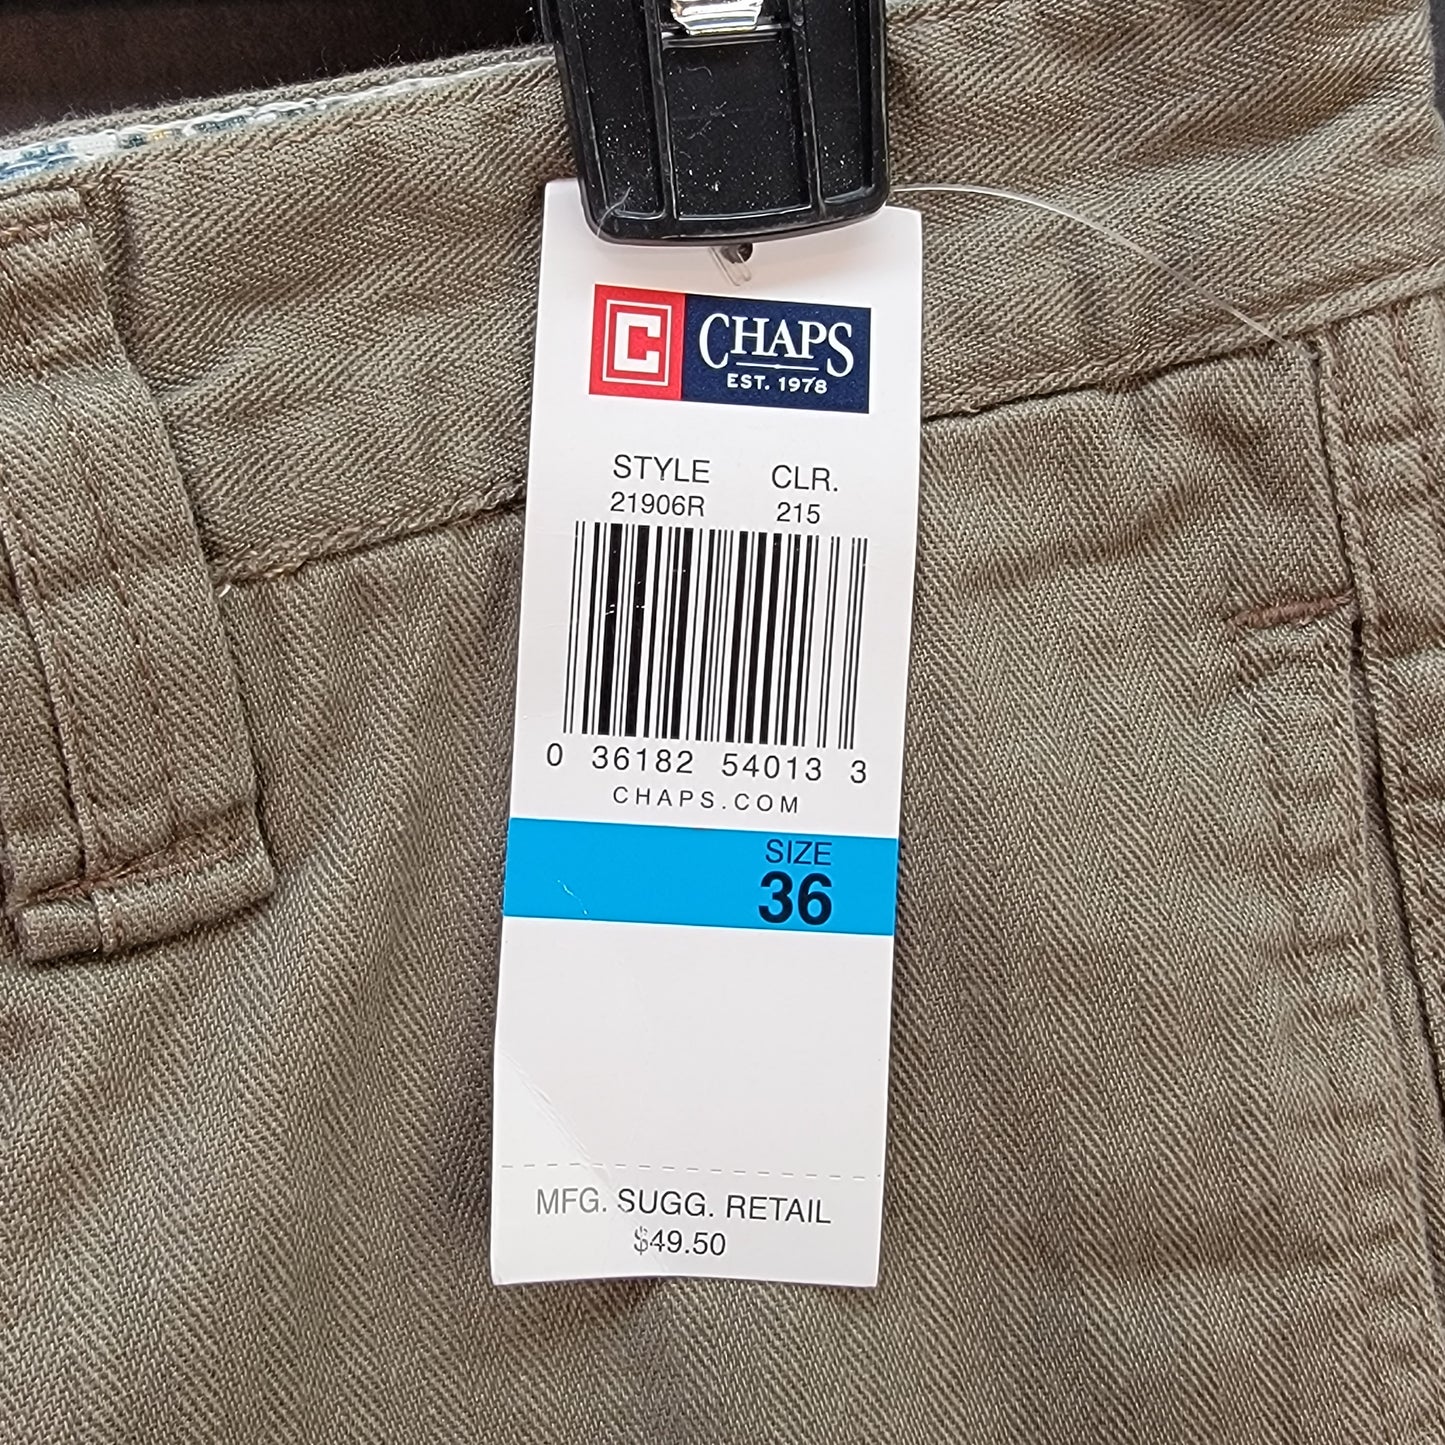 C CHAPS
EST. 1978
STYLE CLR.
21906R 215
0 36182 54013 3
CHAPS.COM
SIZE
36
MFG. SUGG. RETAIL
$49.50